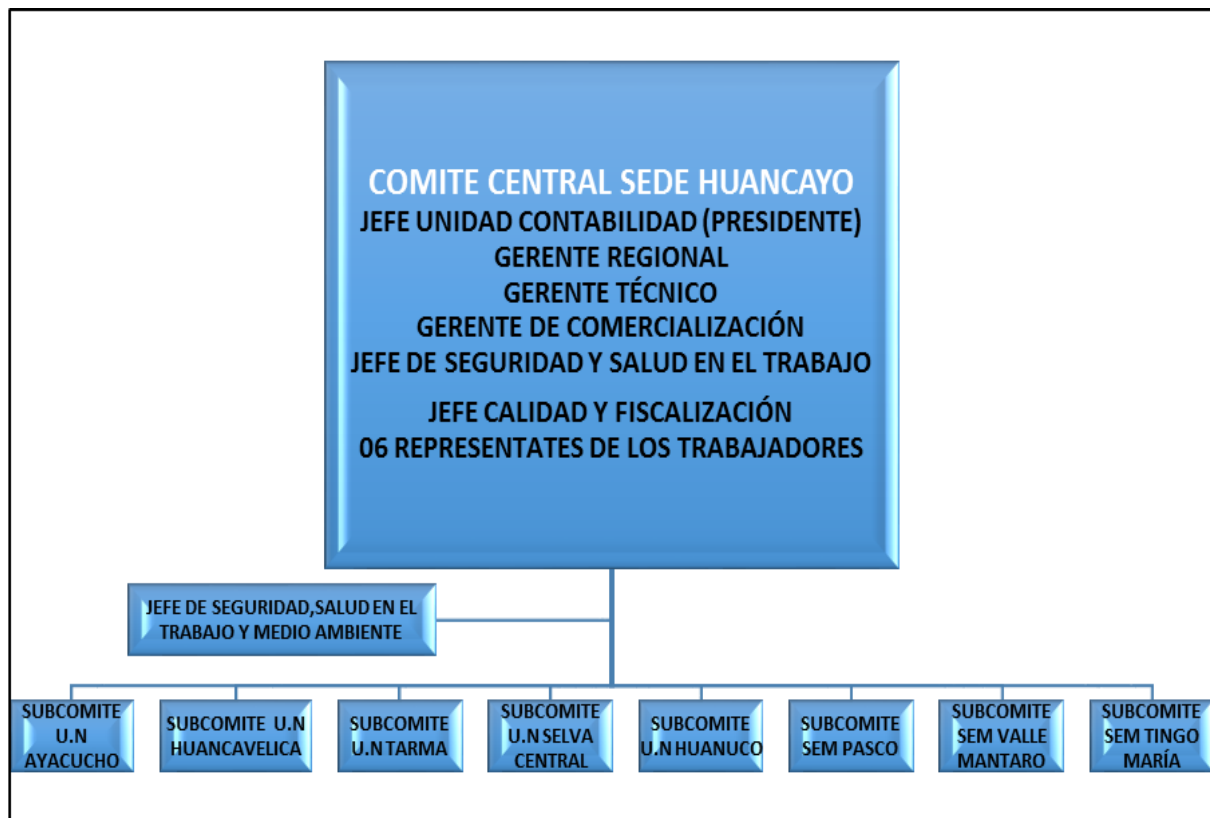 COMITE CENTRAL SEDE HUANCAYO
JEFE UNIDAD CONTABILIDAD (PRESIDENTE)
GERENTE REGIONAL
GERENTE TÉCNICO
GERENTE DE COMERCIALIZACIÓN
JEFE DE SEGURIDAD Y SALUD EN EL TRABAJO
JEFE CALIDAD Y FISCALIZACIÓN
06 REPRESENTATES DE LOS TRABAJADORES
JEFE DE SEGURIDAD,SALUD EN EL
TRABAJO Y MEDIO AMBIENTE
SUBCOMITE
U.N
AYACUCHO
SUBCOMITE U.N
HUANCAVELICA
SUBCOMITE
U.N TARMA
SUBCOMITE
U.N SELVA
CENTRAL
SUBCOMITE
U.N HUANUCO
SUBCOMITE
SEM PASCO
SUBCOMITE
SEM VALLE
MANTARO
SUBCOMITE
SEM TINGO
MARÍA